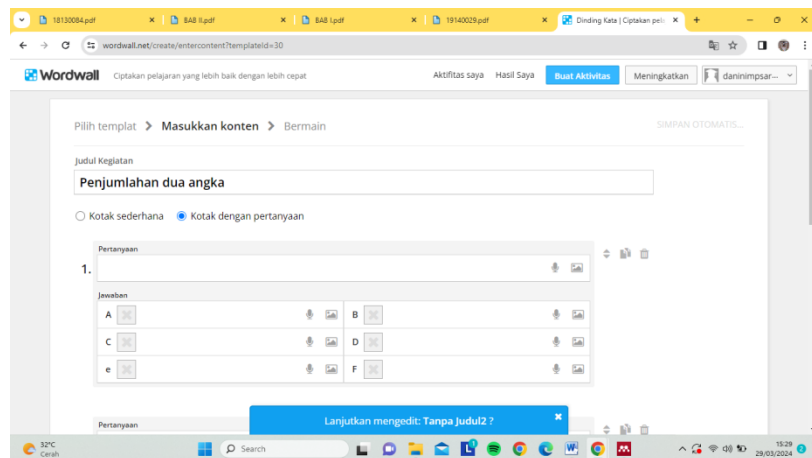 18130084.pdf BAB II.pdf BAB I.pdf 19140029.pdf Dinding Kata | Ciptakan pela
wordwall.net/create/entercontent?templateId=30
Wordwall Ciptakan pelajaran yang lebih baik dengan lebih cepat Aktifitas saya Hasil Saya Buat Aktivitas Meningkatkan daninimpsar...
Pilih templat > Masukkan konten > Bermain SIMPAN OTOMATIS...
Judul Kegiatan
Penjumlahan dua angka
Kotak sederhana Kotak dengan pertanyaan
Pertanyaan
1.
Jawaban
A B
C D
e F
Lanjutkan mengedit: Tanpa Judul2 ?
Pertanyaan
32°C
Cerah
Search
15:29
29/03/2024
2